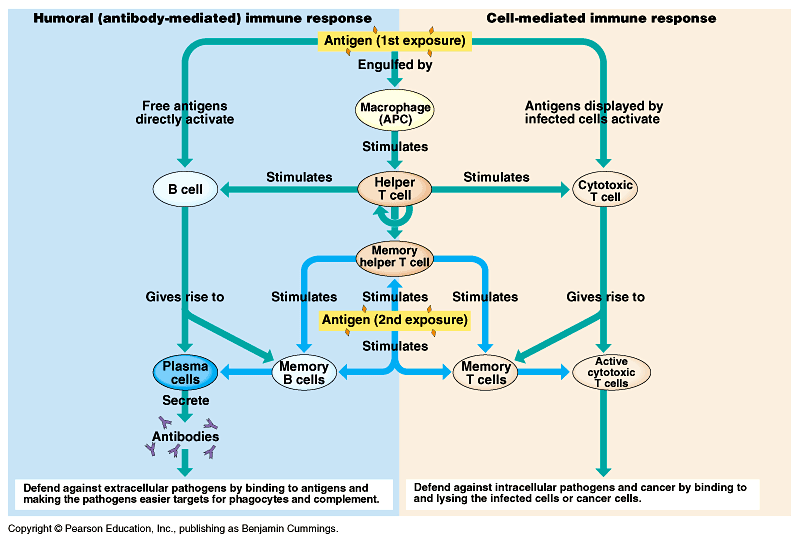 Humoral (antibody-mediated) immune response
Cell-mediated immune response
Antigen (1st exposure)
Engulfed by
Free antigens
directly activate
Macrophage
(APC)
Antigens displayed by
infected cells activate
Stimulates
B cell
Stimulates
Helper
T cell
Stimulates
Cytotoxic
T cell
Memory
helper T cell
Gives rise to
Stimulates
Stimulates
Stimulates
Gives rise to
Antigen (2nd exposure)
Stimulates
Plasma
cells
Memory
B cells
Memory
T cells
Active
cytotoxic
T cells
Secrete
Antibodies
Defend against extracellular pathogens by binding to antigens and
making the pathogens easier targets for phagocytes and complement.
Defend against intracellular pathogens and cancer by binding to
and lysing the infected cells or cancer cells.
Copyright © Pearson Education, Inc., publishing as Benjamin Cummings.